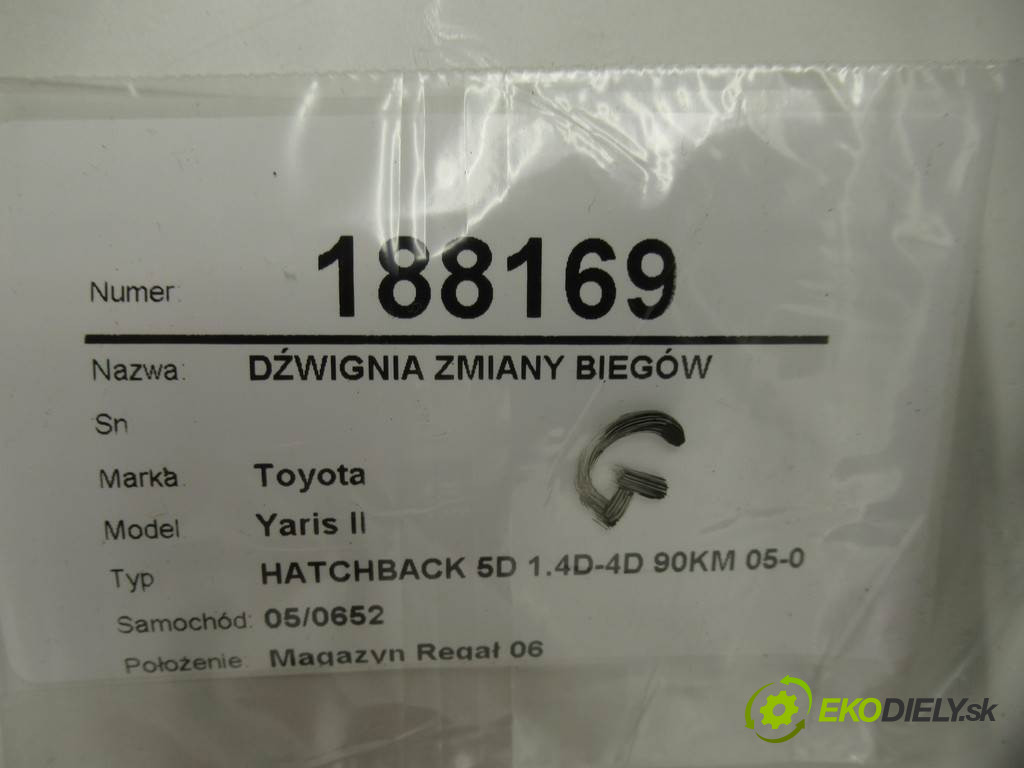 Numer: 188169
Nazwa: DŹWIGNIA ZMIANY BIEGÓW
Sn
Marka Toyota
Model Yaris II
Typ HATCHBACK 5D 1.4D-4D 90KM 05-0
Samochód: 05/0652
Położenie: Magazyn Regał 06
G
EKODIELY.sk